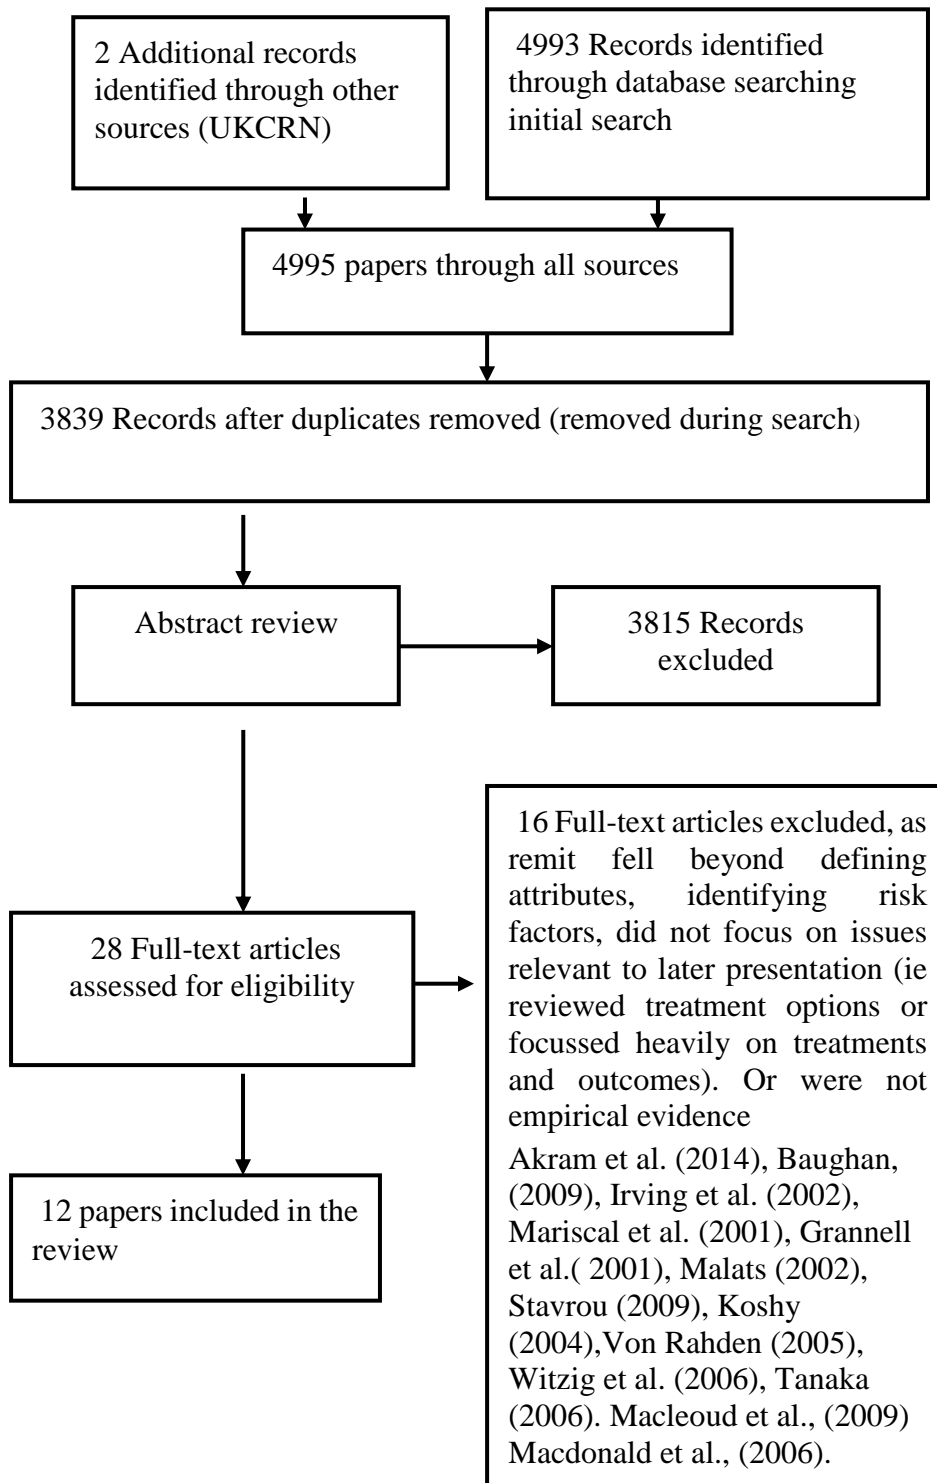 2 Additional records
identified through other
sources (UKCRN)
4993 Records identified
through database searching
initial search
4995 papers through all sources
3839 Records after duplicates removed (removed during search)
Abstract review
3815 Records
excluded
28 Full-text articles
assessed for eligibility
16 Full-text articles excluded, as
remit fell beyond defining
attributes, identifying risk
factors, did not focus on issues
relevant to later presentation (ie
reviewed treatment options or
focussed heavily on treatments
and outcomes). Or were not
empirical evidence
Akram et al. (2014), Baughan,
(2009), Irving et al. (2002),
Mariscal et al. (2001), Grannell
et al.( 2001), Malats (2002),
Stavrou (2009), Koshy
(2004),Von Rahden (2005),
Witzig et al. (2006), Tanaka
(2006). Macleoud et al., (2009)
Macdonald et al., (2006).
12 papers included in the
review